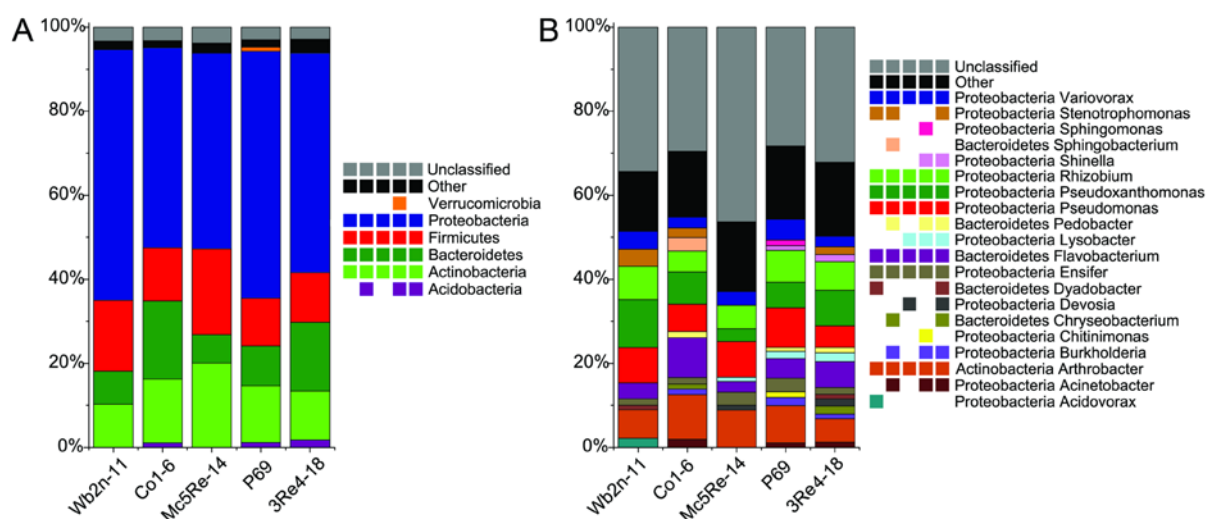 A
100%
80%
60%
40%
20%
0%
Wb2n-11
Co1-6
Mc5Re-14
P69
3Re4-18
Unclassified
Other
Verrucomicrobia
Proteobacteria
Firmicutes
Bacteroidetes
Actinobacteria
Acidobacteria
B
100%
80%
60%
40%
20%
0%
Wb2n-11
Co1-6
Mc5Re-14
P69
3Re4-18
Unclassified
Other
Proteobacteria Variovorax
Proteobacteria Stenotrophomonas
Proteobacteria Sphingomonas
Bacteroidetes Sphingobacterium
Proteobacteria Shinella
Proteobacteria Rhizobium
Proteobacteria Pseudoxanthomonas
Proteobacteria Pseudomonas
Bacteroidetes Pedobacter
Proteobacteria Lysobacter
Bacteroidetes Flavobacterium
Proteobacteria Ensifer
Bacteroidetes Dyadobacter
Proteobacteria Devosia
Bacteroidetes Chryseobacterium
Proteobacteria Chitinimonas
Proteobacteria Burkholderia
Actinobacteria Arthrobacter
Proteobacteria Acinetobacter
Proteobacteria Acidovorax